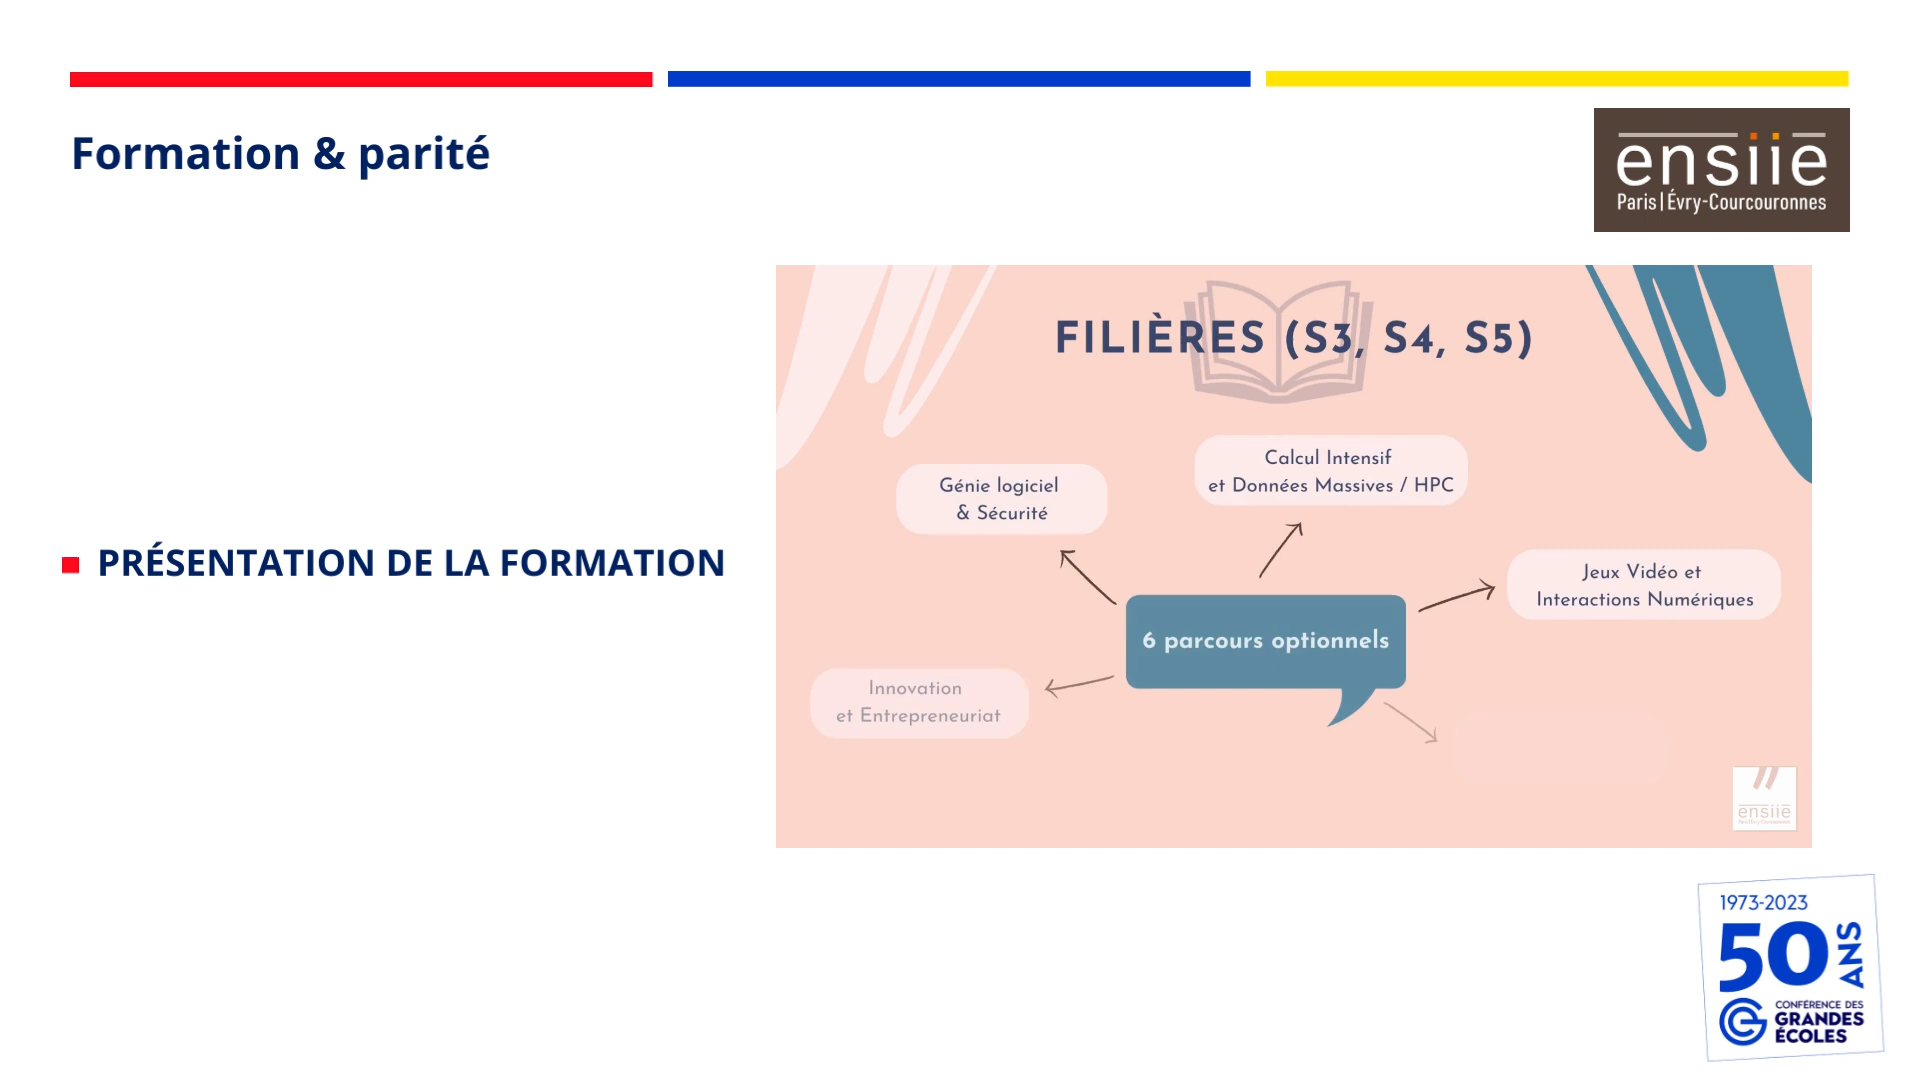 Formation & parité
ensiie
Paris | Évry-Courcouronnes
PRÉSENTATION DE LA FORMATION
FILIÈRES (S3, S4, S5)
Calcul Intensif
et Données Massives / HPC
Génie logiciel
& Sécurité
Jeux Vidéo et
Interactions Numériques
6 parcours optionnels
Innovation
et Entrepreneuriat
ensiie
1973-2023
50
ANS
CONFÉRENCE DES
GRANDES
ÉCOLES